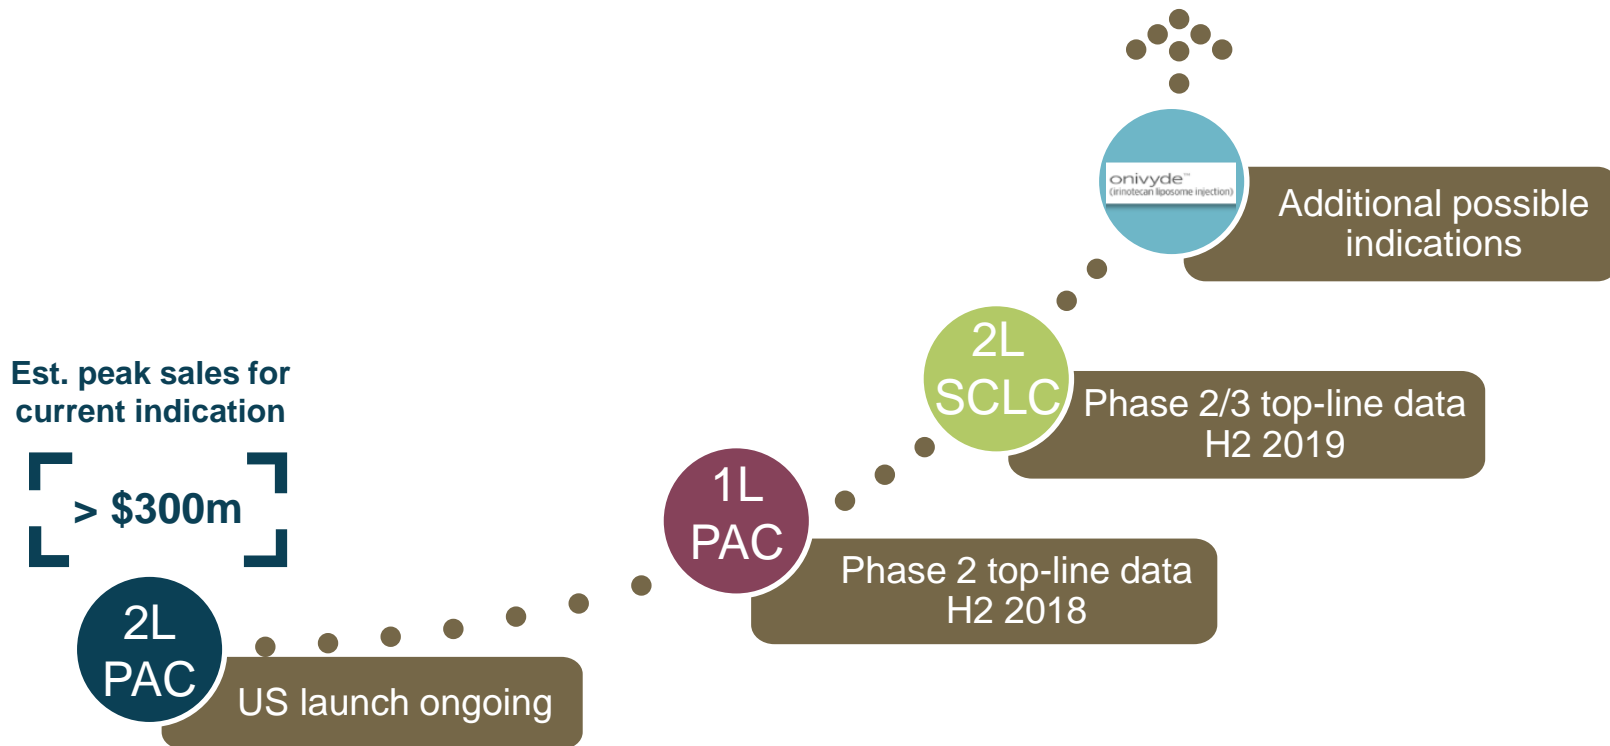 onivyde™
(irinotecan liposome injection)
Additional possible
indications
2L
SCLC
Phase 2/3 top-line data
H2 2019
Est. peak sales for
current indication
> $300m
1L
PAC
Phase 2 top-line data
H2 2018
2L
PAC
US launch ongoing